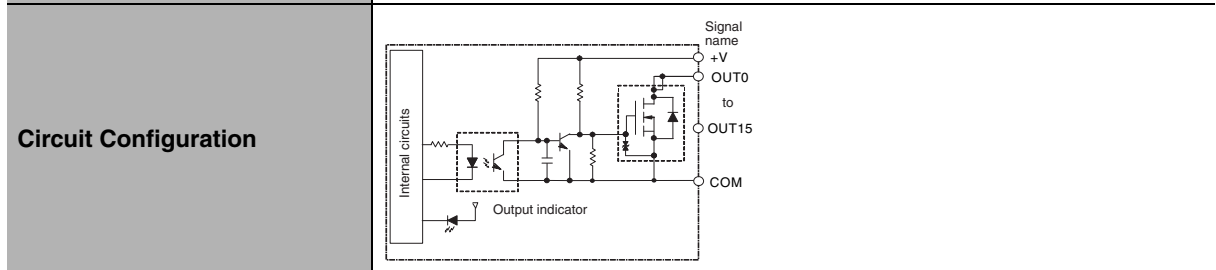 Circuit Configuration
Internal circuits
Output indicator
Signal
name
+V
OUT0
to
OUT15
COM